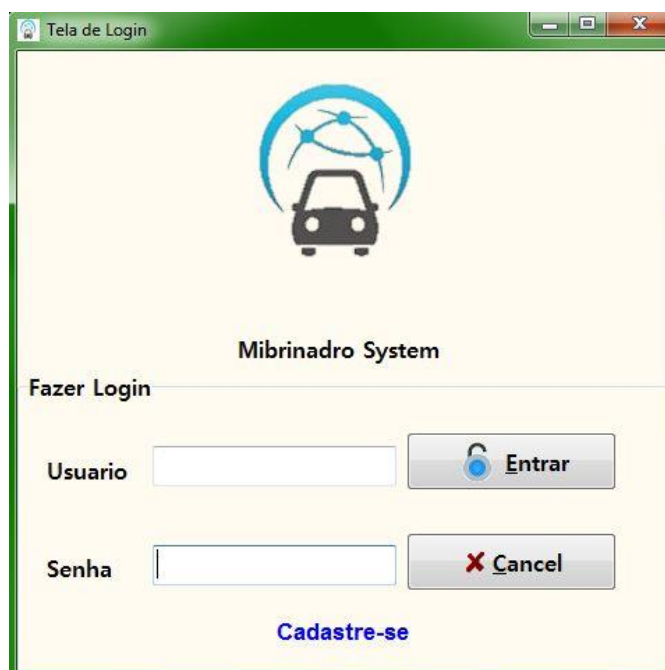 Tela de Login
Mibrinadro System
Fazer Login
Usuario
Entrar
Senha
Cancel
Cadastre-se